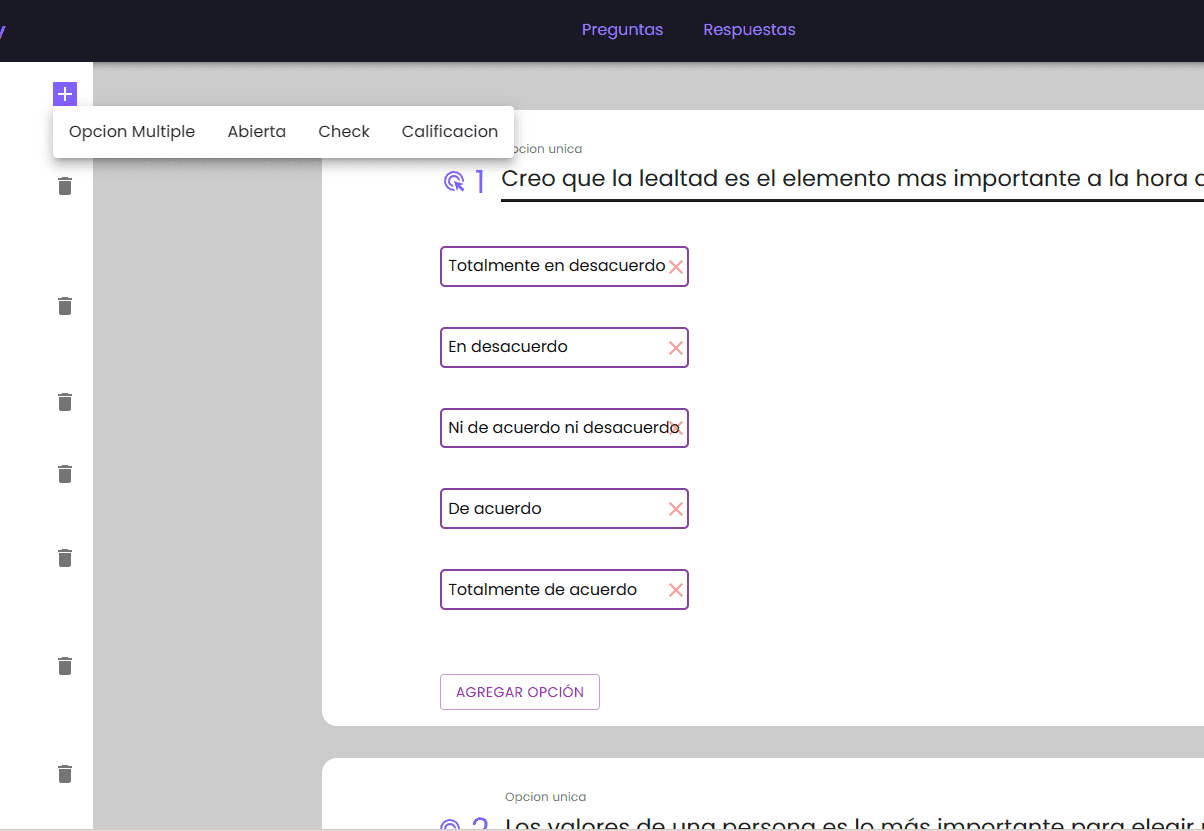 y
Preguntas Respuestas
Opcion Multiple Abierta Check Calificacion
pcion unica
1 Creo que la lealtad es el elemento mas importante a la hora
Totalmente en desacuerdo
En desacuerdo
Ni de acuerdo ni desacuerdo
De acuerdo
Totalmente de acuerdo
AGREGAR OPCIÓN
Opcion unica
2 Los valores de una persona es lo más importante para elegir